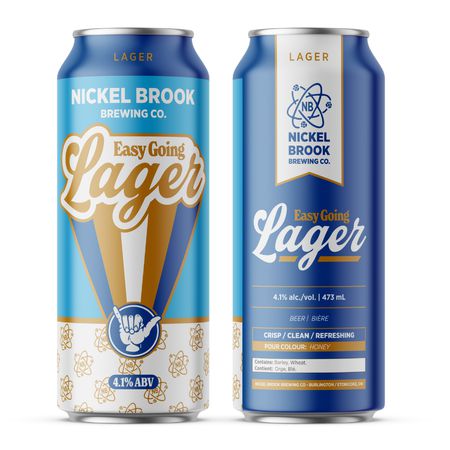 LAGER
NICKEL BROOK
BREWING CO.
Easy Going
Lager
4.1% ABV
LAGER
NB
NICKEL
BROOK
BREWING CO.
Easy Going
Lager
4.1% alc./vol. | 473 mL
BEER / BIÈRE
CRISP / CLEAN / REFRESHING
POUR COLOUR: HONEY
Contains: Barley, Wheat.
Contient: Orge, Blé.
NICKEL BROOK BREWING CO - BURLINGTON / ETOBICOKE, ON